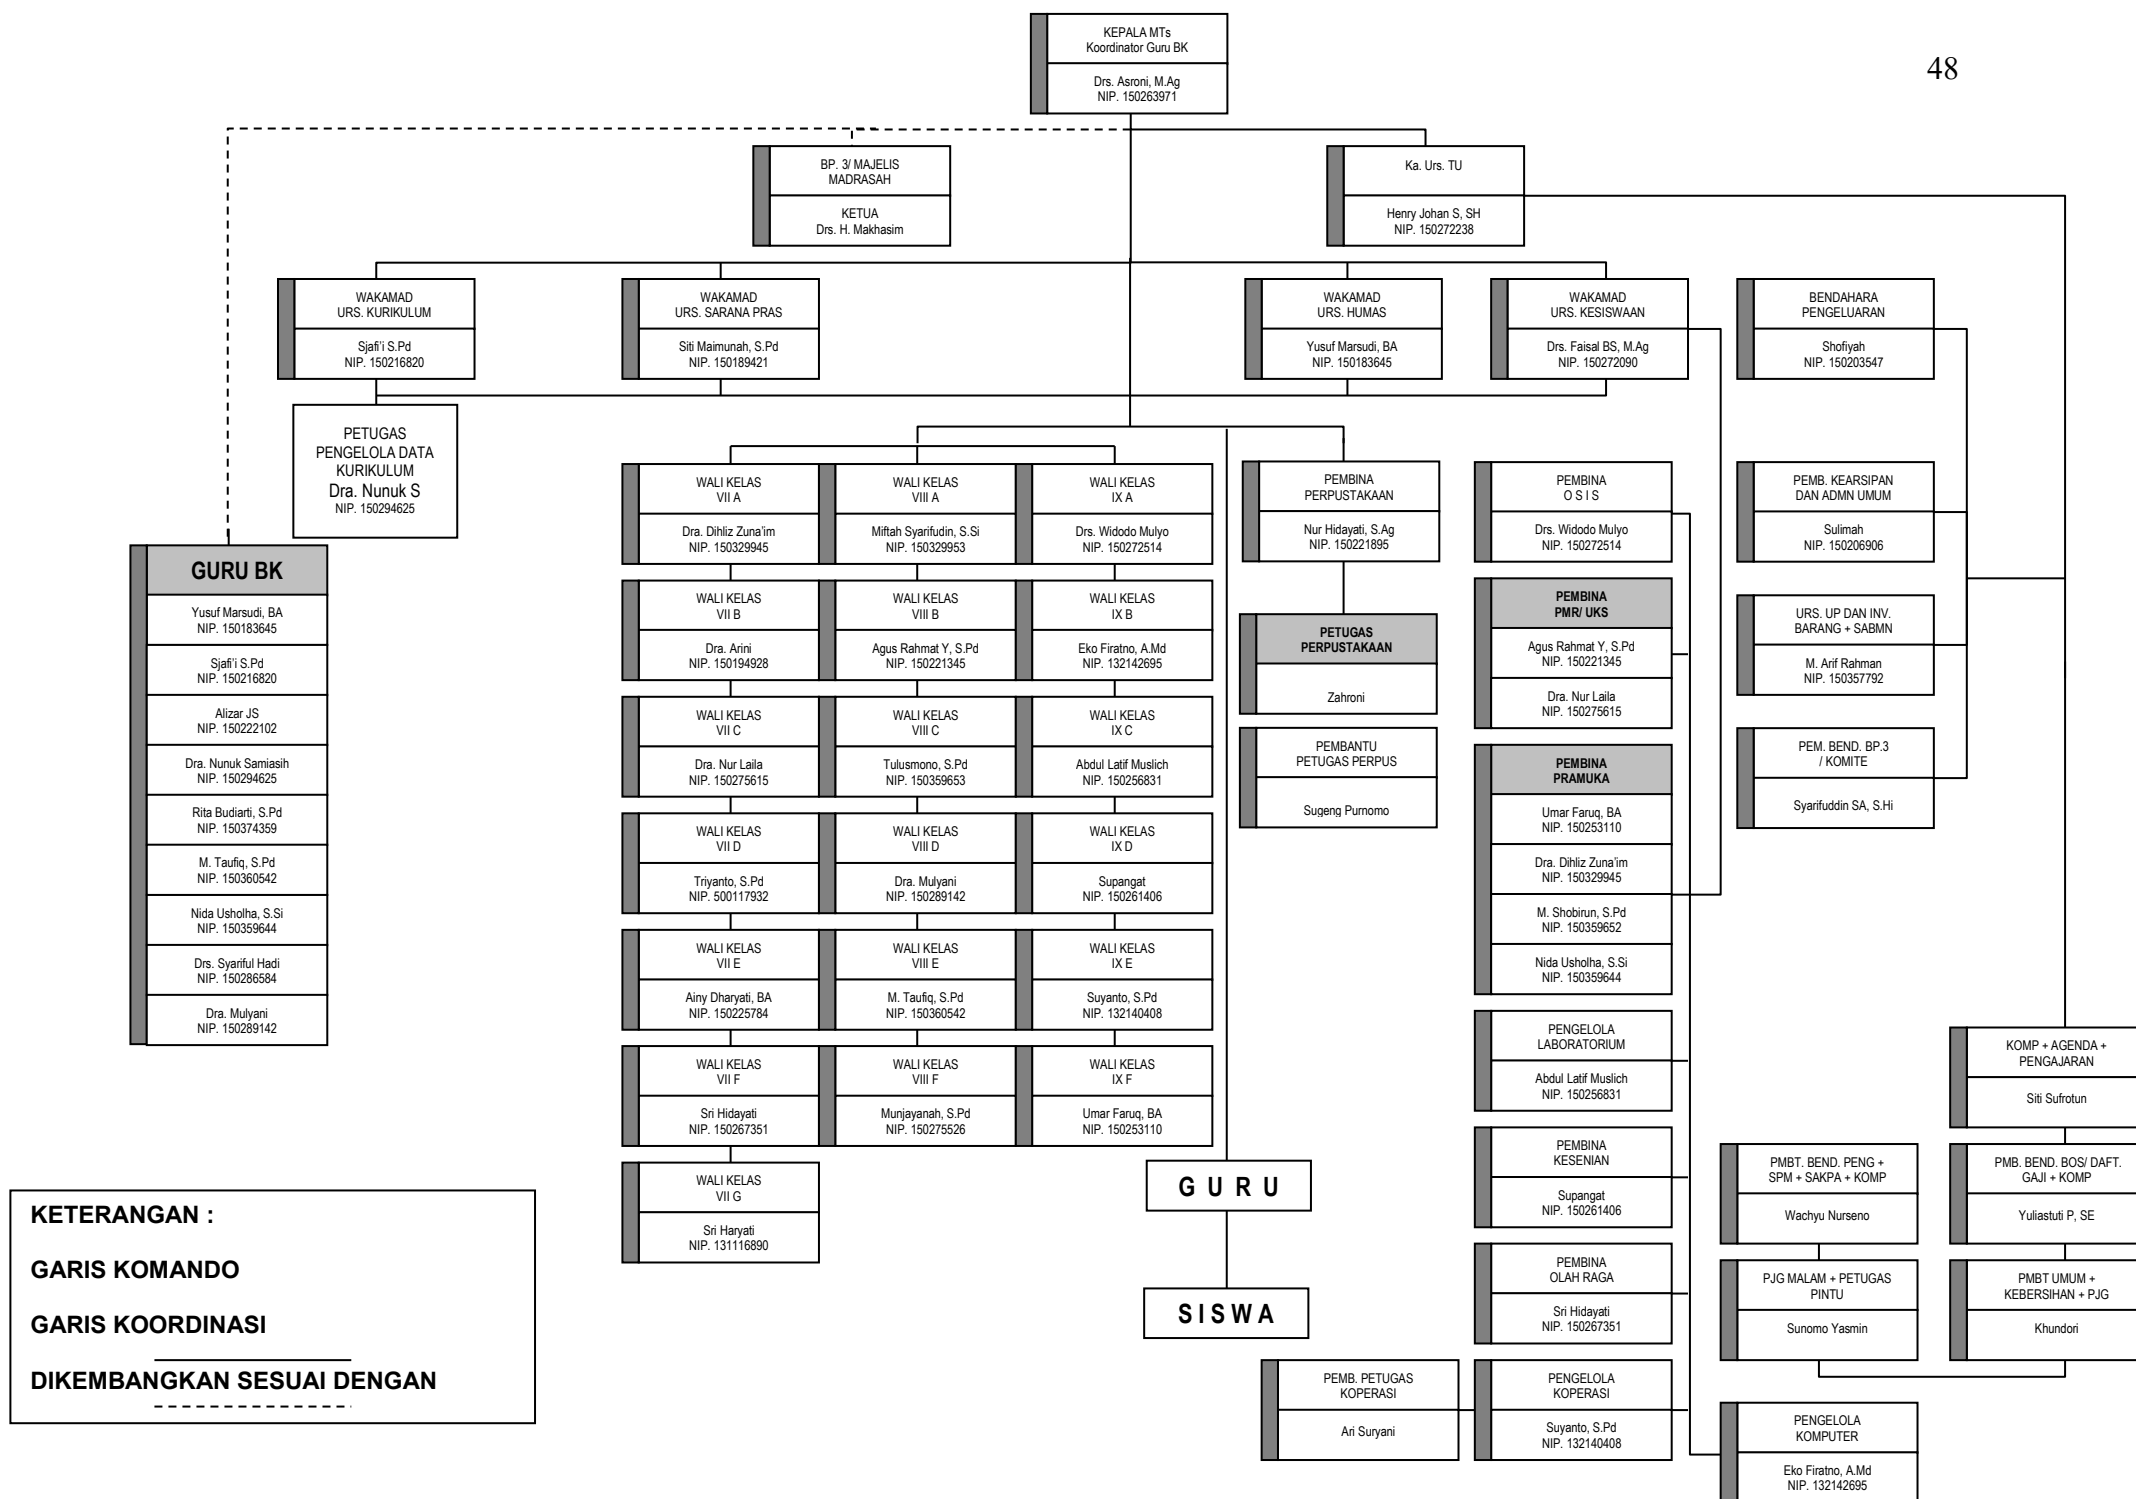 48
KEPALA MTs
Koordinator Guru BK
Drs. Asroni, M.Ag
NIP. 150263971
BP. 3/ MAJELIS
MADRASAH
KETUA
Drs. H. Makhasim
Ka. Urs. TU
Henry Johan S, SH
NIP. 150272238
WAKAMAD
URS. KURIKULUM
Sjafi'i S.Pd
NIP. 150216820
WAKAMAD
URS. SARANA PRAS
Siti Maimunah, S.Pd
NIP. 150189421
WAKAMAD
URS. HUMAS
Yusuf Marsudi, BA
NIP. 150183645
WAKAMAD
URS. KESISWAAN
Drs. Faisal BS, M.Ag
NIP. 150272090
BENDAHARA
PENGELUARAN
Shofiyah
NIP. 150203547
PETUGAS
PENGELOLA DATA
KURIKULUM
Dra. Nunuk S
NIP. 150294625
GURU BK
Yusuf Marsudi, BA
NIP. 150183645
Sjafi'i S.Pd
NIP. 150216820
Alizar JS
NIP. 150222102
Dra. Nunuk Samiasih
NIP. 150294625
Rita Budiarti, S.Pd
NIP. 150374359
M. Taufiq, S.Pd
NIP. 150360542
Nida Usholha, S.Si
NIP. 150359644
Drs. Syariful Hadi
NIP. 150286584
Dra. Mulyani
NIP. 150289142
WALI KELAS
VII A
Dra. Dihliz Zuna'im
NIP. 150329945
WALI KELAS
VII B
Dra. Arini
NIP. 150194928
WALI KELAS
VII C
Dra. Nur Laila
NIP. 150275615
WALI KELAS
VII D
Triyanto, S.Pd
NIP. 500117932
WALI KELAS
VII E
Ainy Dharyati, BA
NIP. 150225784
WALI KELAS
VII F
Sri Hidayati
NIP. 150267351
WALI KELAS
VII G
Sri Haryati
NIP. 131116890
WALI KELAS
VIII A
Miftah Syarifudin, S.Si
NIP. 150329953
WALI KELAS
VIII B
Agus Rahmat Y, S.Pd
NIP. 150221345
WALI KELAS
VIII C
Tulusmono, S.Pd
NIP. 150359653
WALI KELAS
VIII D
Dra. Mulyani
NIP. 150289142
WALI KELAS
VIII E
M. Taufiq, S.Pd
NIP. 150360542
WALI KELAS
VIII F
Munjayanah, S.Pd
NIP. 150275526
WALI KELAS
IX A
Drs. Widodo Mulyo
NIP. 150272514
WALI KELAS
IX B
Eko Firatno, A.Md
NIP. 132142695
WALI KELAS
IX C
Abdul Latif Muslich
NIP. 150256831
WALI KELAS
IX D
Supangat
NIP. 150261406
WALI KELAS
IX E
Suyanto, S.Pd
NIP. 132140408
WALI KELAS
IX F
Umar Faruq, BA
NIP. 150253110
G U R U
S I S W A
PEMBINA
PERPUSTAKAAN
Nur Hidayati, S.Ag
NIP. 150221895
PETUGAS
PERPUSTAKAAN
Zahroni
PEMBANTU
PETUGAS PERPUS
Sugeng Purnomo
PEMBINA
O S I S
Drs. Widodo Mulyo
NIP. 150272514
PEMBINA
PMR/ UKS
Agus Rahmat Y, S.Pd
NIP. 150221345
Dra. Nur Laila
NIP. 150275615
PEMBINA
PRAMUKA
Umar Faruq, BA
NIP. 150253110
Dra. Dihliz Zuna'im
NIP. 150329945
M. Shobirun, S.Pd
NIP. 150359652
Nida Usholha, S.Si
NIP. 150359644
PENGELOLA
LABORATORIUM
Abdul Latif Muslich
NIP. 150256831
PEMBINA
KESENIAN
Supangat
NIP. 150261406
PEMBINA
OLAH RAGA
Sri Hidayati
NIP. 150267351
PEMB. PETUGAS
KOPERASI
Ari Suryani
PENGELOLA
KOPERASI
Suyanto, S.Pd
NIP. 132140408
PEMB. KEARSIPAN
DAN ADMN UMUM
Sulimah
NIP. 150206906
URS. UP DAN INV.
BARANG + SABMN
M. Arif Rahman
NIP. 150357792
PEM. BEND. BP.3
/ KOMITE
Syarifuddin SA, S.Hi
KOMP + AGENDA +
PENGAJARAN
Siti Sufrotun
PMBT. BEND. PENG +
SPM + SAKPA + KOMP
Wachyu Nurseno
PMB. BEND. BOS/ DAFT.
GAJI + KOMP
Yuliastuti P, SE
PJG MALAM + PETUGAS
PINTU
Sunomo Yasmin
PMBT UMUM +
KEBERSIHAN + PJG
Khundori
PENGELOLA
KOMPUTER
Eko Firatno, A.Md
NIP. 132142695
KETERANGAN :
GARIS KOMANDO
GARIS KOORDINASI
DIKEMBANGKAN SESUAI DENGAN